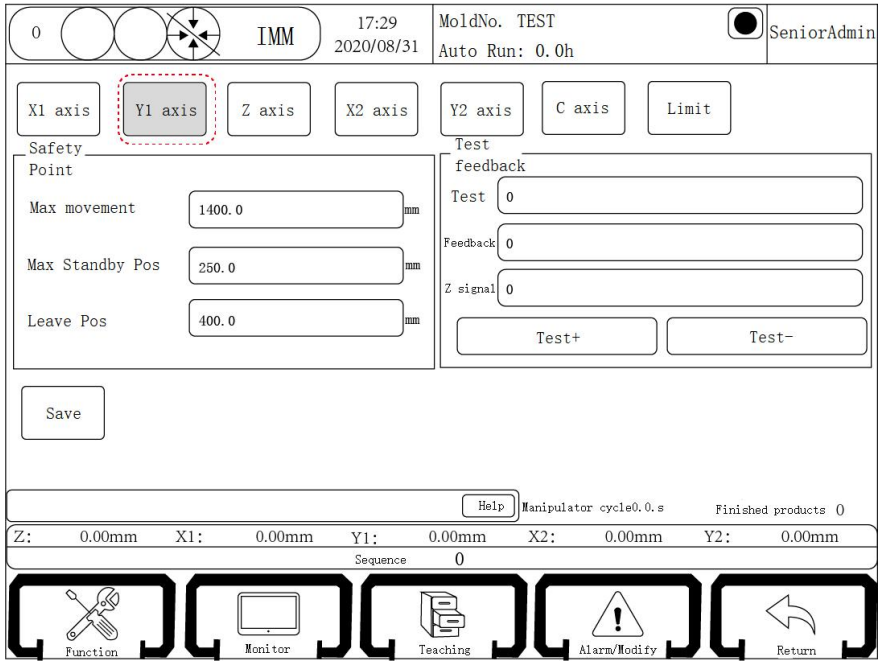 0 IMM 17:29 MoldNo. TEST SeniorAdmin
2020/08/31 Auto Run: 0.0h
X1 axis Y1 axis Z axis X2 axis Y2 axis C axis Limit
Safety
Point
Max movement 1400.0 mm
Max Standby Pos 250.0 mm
Leave Pos 400.0 mm
Test
feedback
Test 0
Feedback 0
Z signal 0
Test+ Test-
Save
Help Manipulator cycle0.0.s Finished products 0
Z: 0.00mm X1: 0.00mm Y1: 0.00mm X2: 0.00mm Y2: 0.00mm
Sequence 0
Function Monitor Teaching Alarm/Modify Return